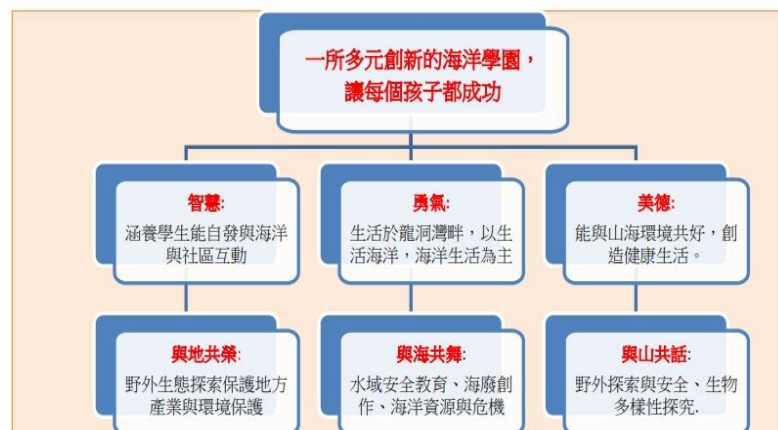 一所多元創新的海洋學園，
讓每個孩子都成功
智慧:
涵養學生能自發與海洋
與社區互動
勇氣:
生活於龍洞灣畔，以生
活海洋，海洋生活為主
美德:
能與山海環境共好，創
造健康生活。
與地共榮:
野外生態探索保護地方
產業與環境保護
與海共舞:
水域安全教育、海廢創
作、海洋資源與危機
與山共話:
野外探索與安全、生物
多樣性探究.